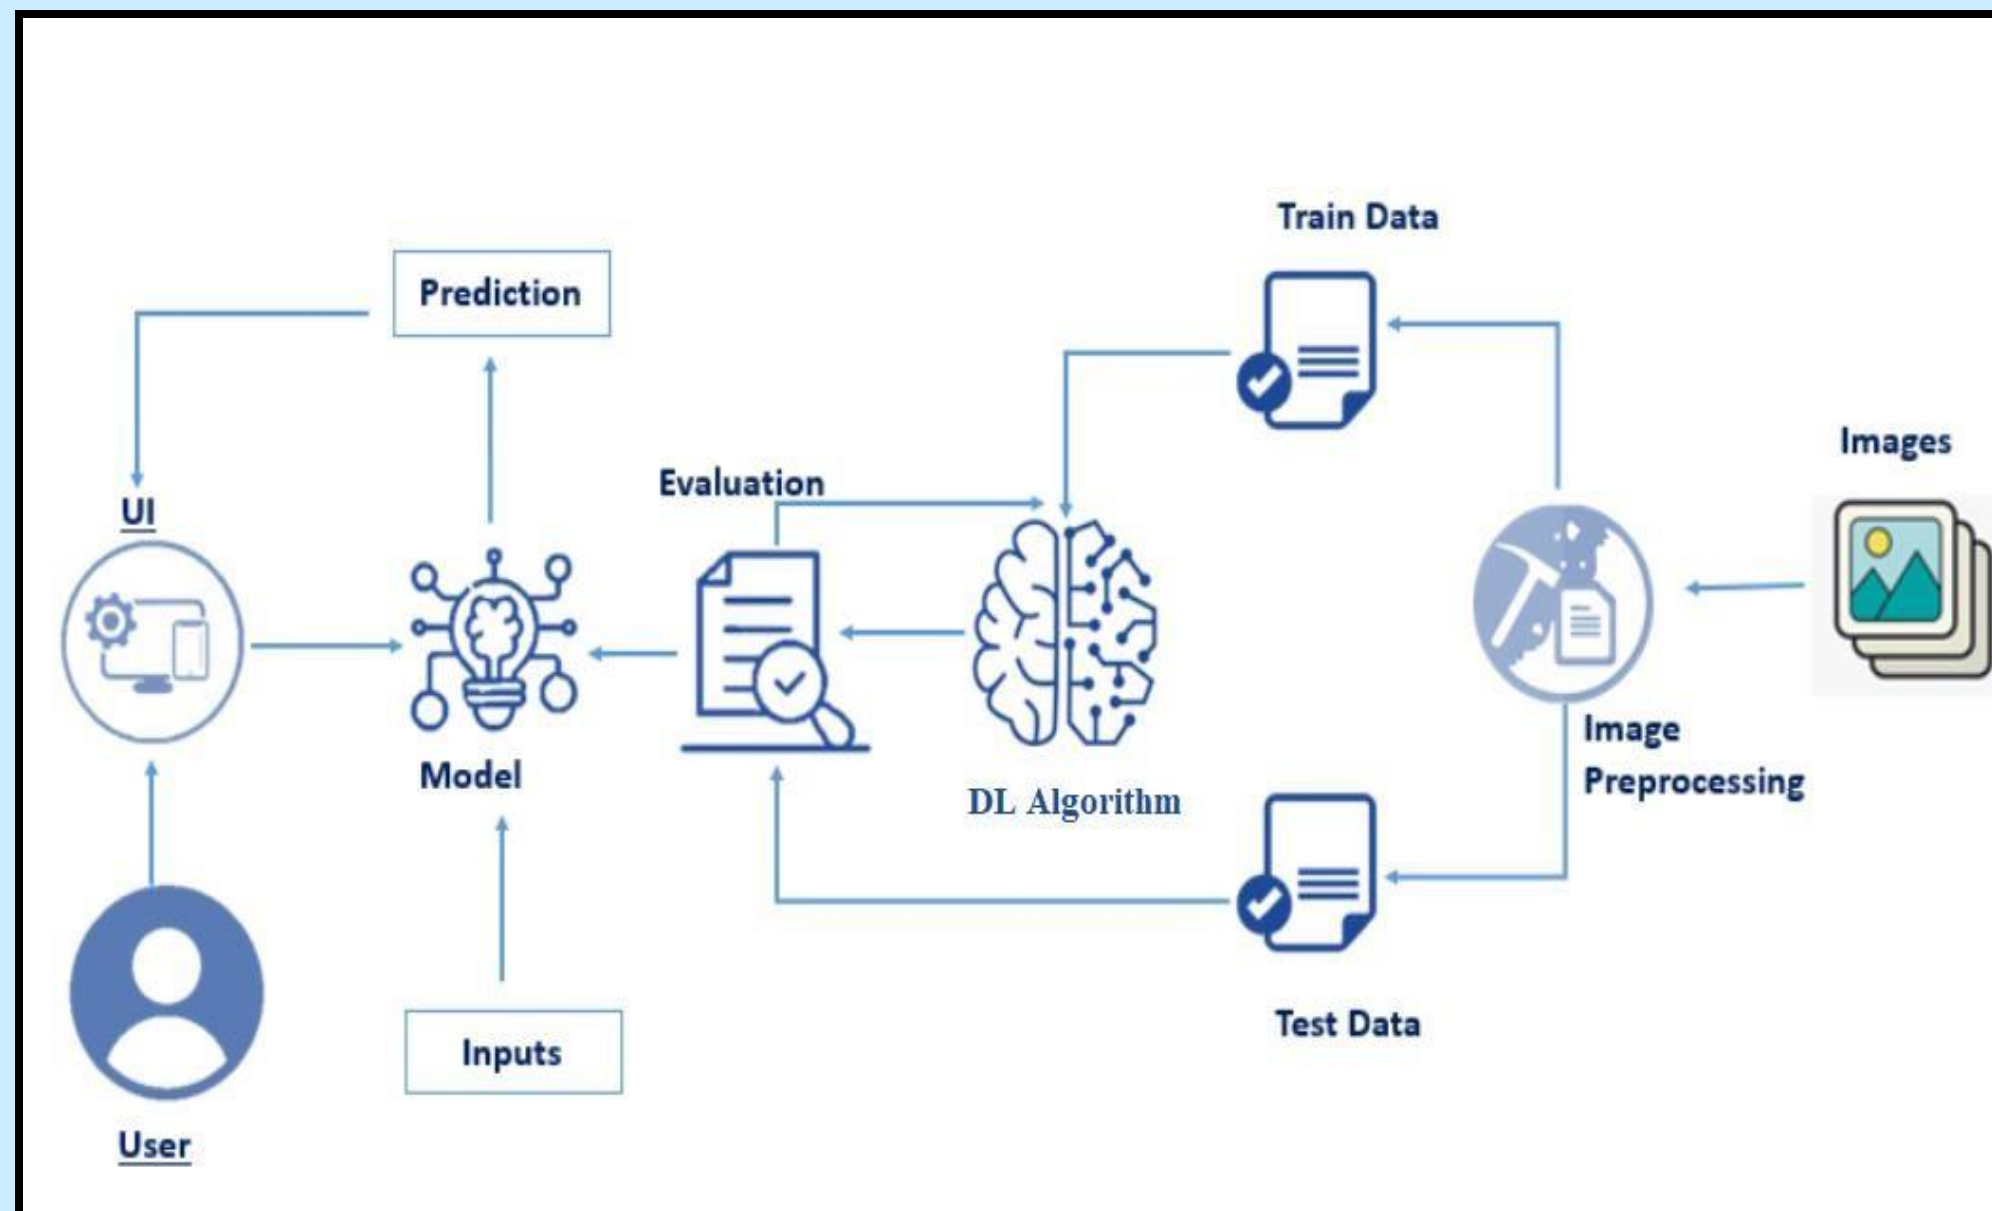 Train Data
Prediction
Images
Evaluation
UI
Image
Preprocessing
Model
DL Algorithm
Test Data
Inputs
User